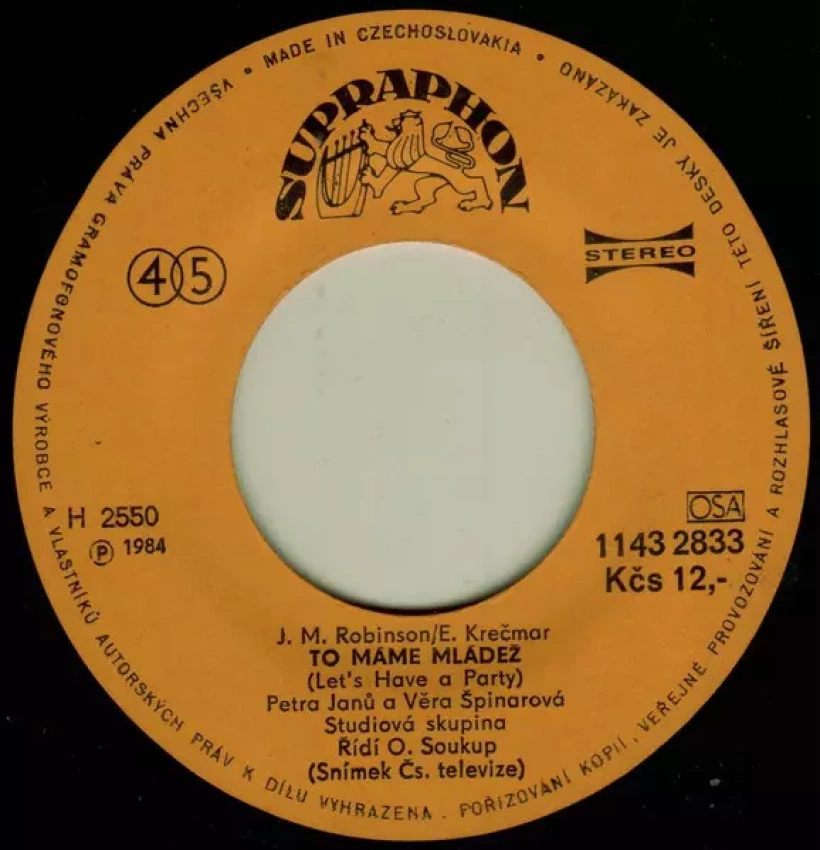 VŠECHNA PRÁVA GRAMOFONOVÉHO VÝROBCE A VLASTNÍKŮ AUTORSKÝCH PRÁV K DÍLU VYHRAZENA. POŘIZOVÁNÍ KOPIÍ, VEŘEJNÉ PROVOZOVÁNÍ A ROZHLASOVÉ ŠÍŘENÍ TÉTO DESKY JE ZAKÁZÁNO
• MADE IN CZECHOSLOVAKIA •
SUPRAPHON
45
STEREO
H 2550
℗ 1984
OSA
1143 2833
Kčs 12,-
J. M. Robinson/E. Krečmar
TO MÁME MLÁDEŽ
(Let's Have a Party)
Petra Janů a Věra Špinarová
Studiová skupina
Řídí O. Soukup
(Snímek Čs. televize)